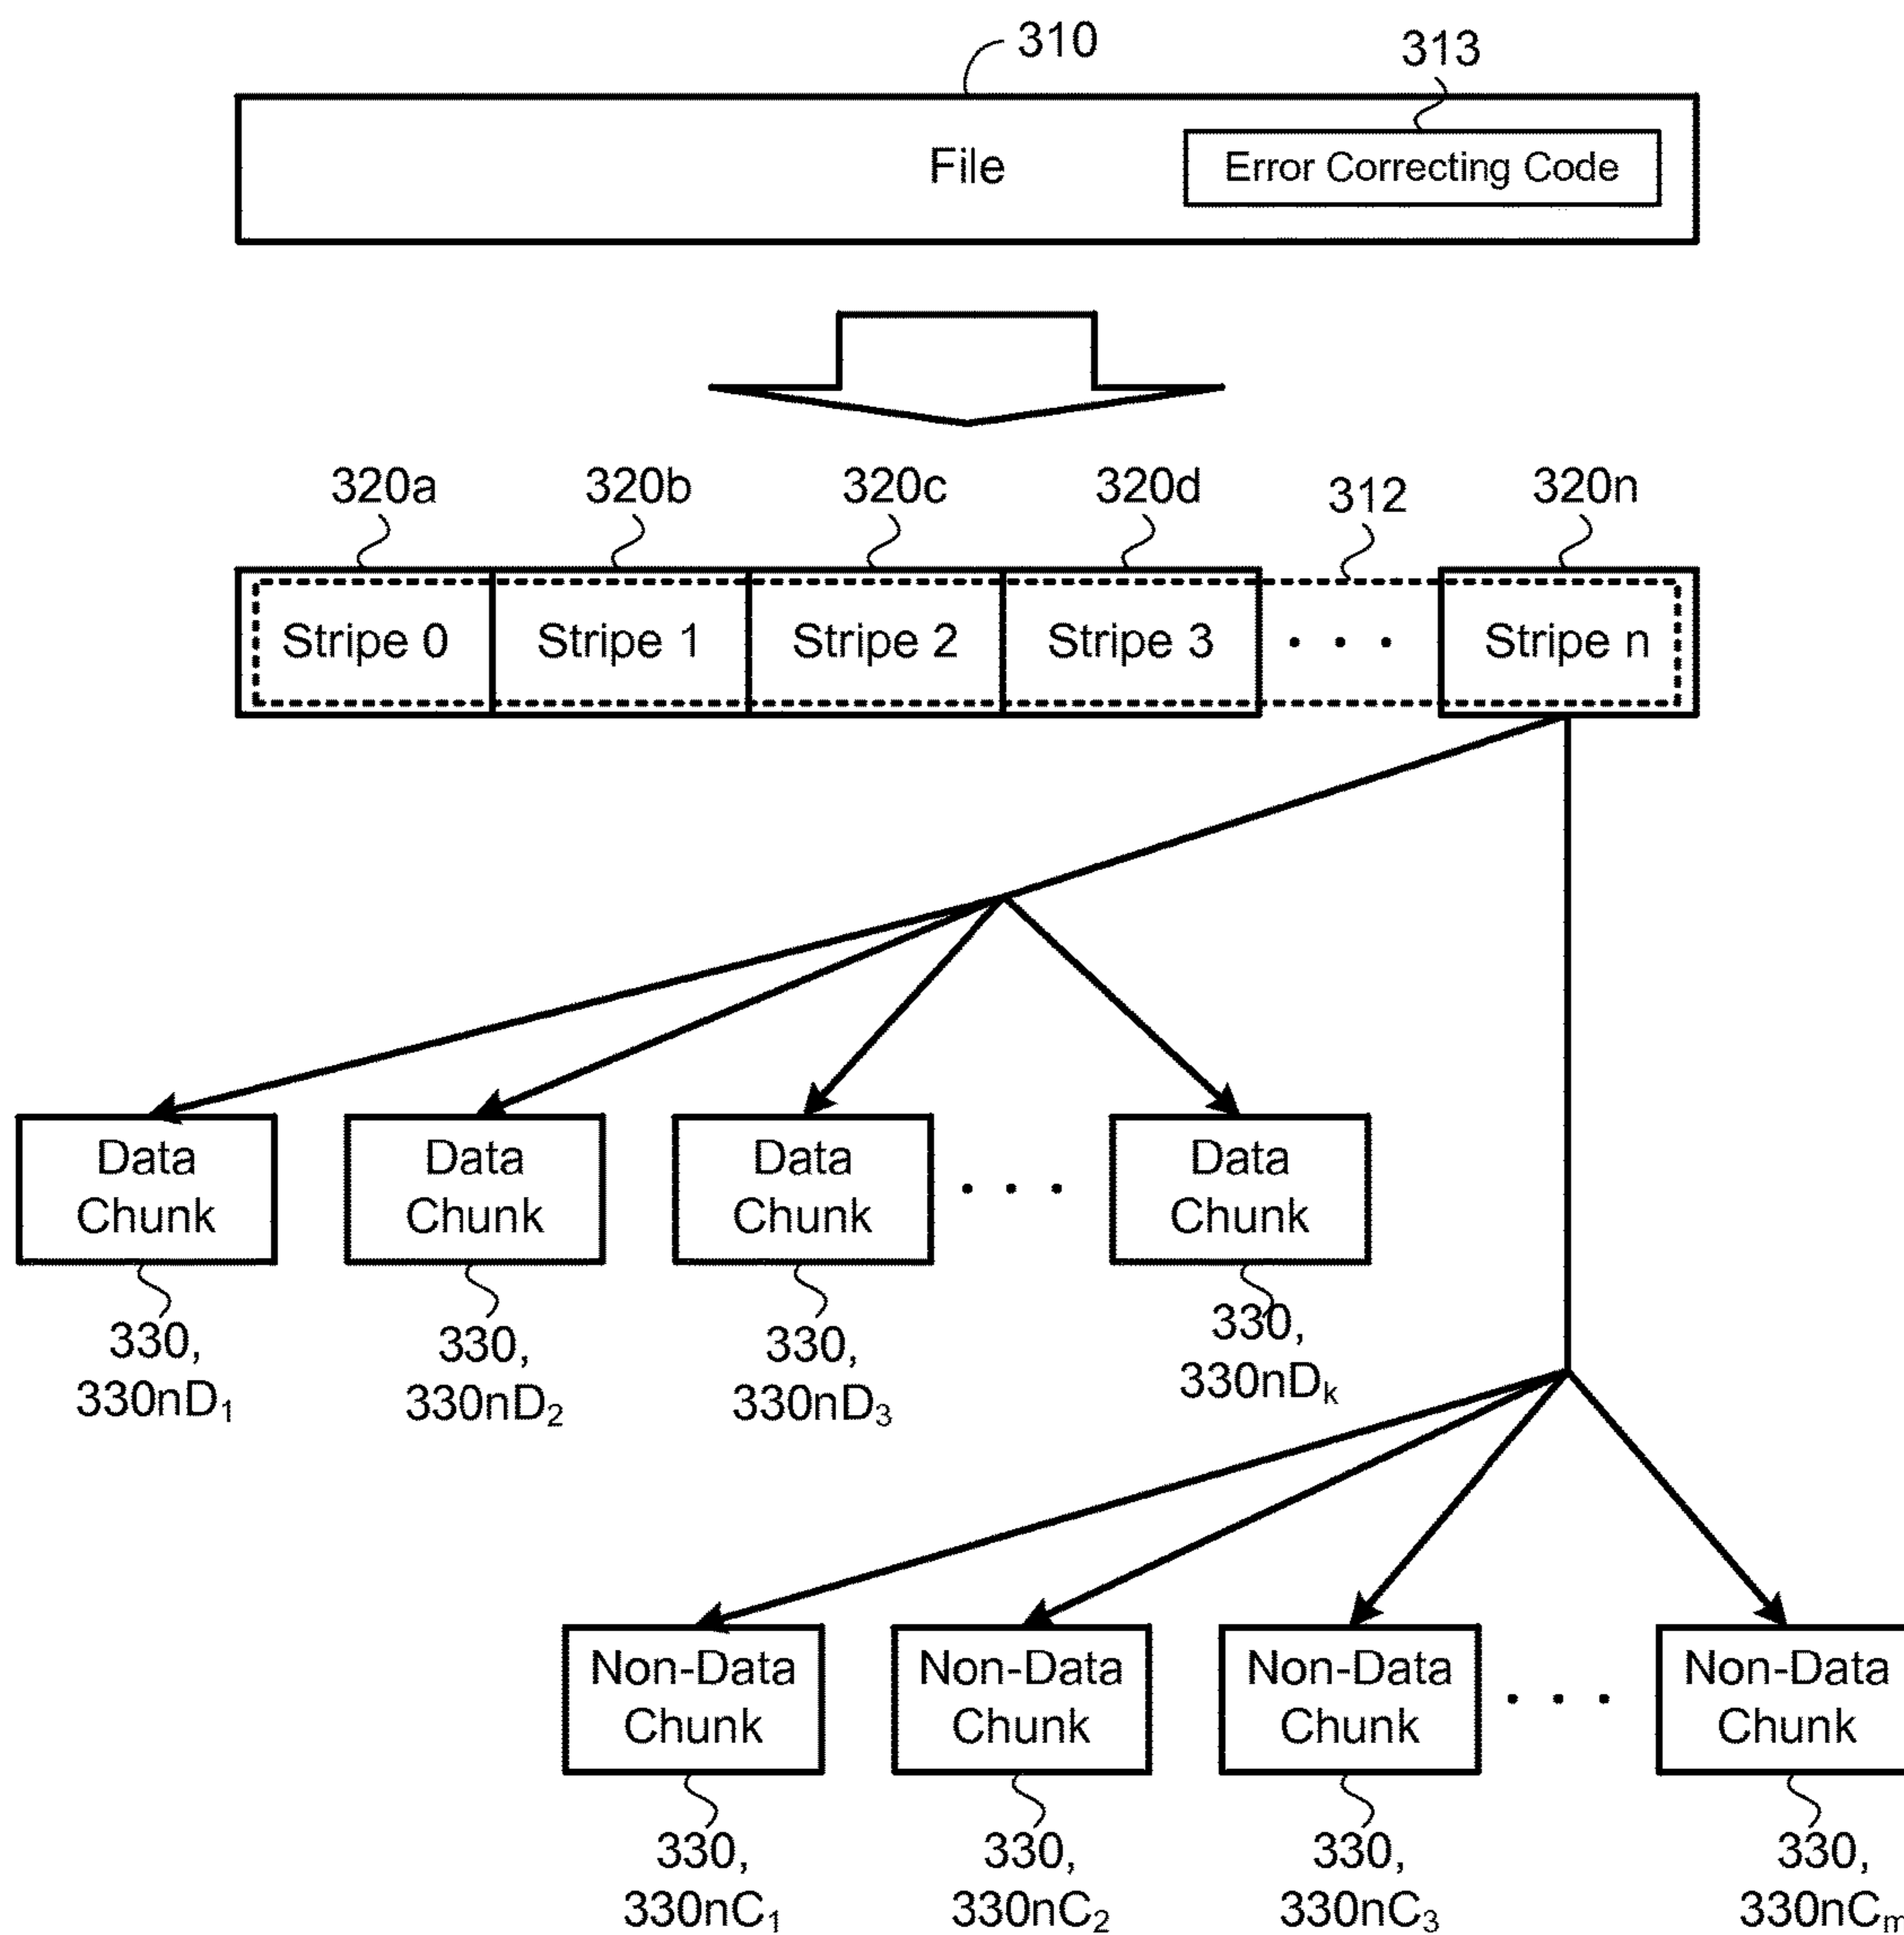 310
313
File
Error Correcting Code
320a
320b
320c
320d
312
320n
Stripe 0
Stripe 1
Stripe 2
Stripe 3
. . .
Stripe n
Data
Chunk
Data
Chunk
Data
Chunk
. . .
Data
Chunk
330,
330nD₁
330,
330nD₂
330,
330nD₃
330,
330nDₖ
Non-Data
Chunk
Non-Data
Chunk
Non-Data
Chunk
. . .
Non-Data
Chunk
330,
330nC₁
330,
330nC₂
330,
330nC₃
330,
330nCₘ